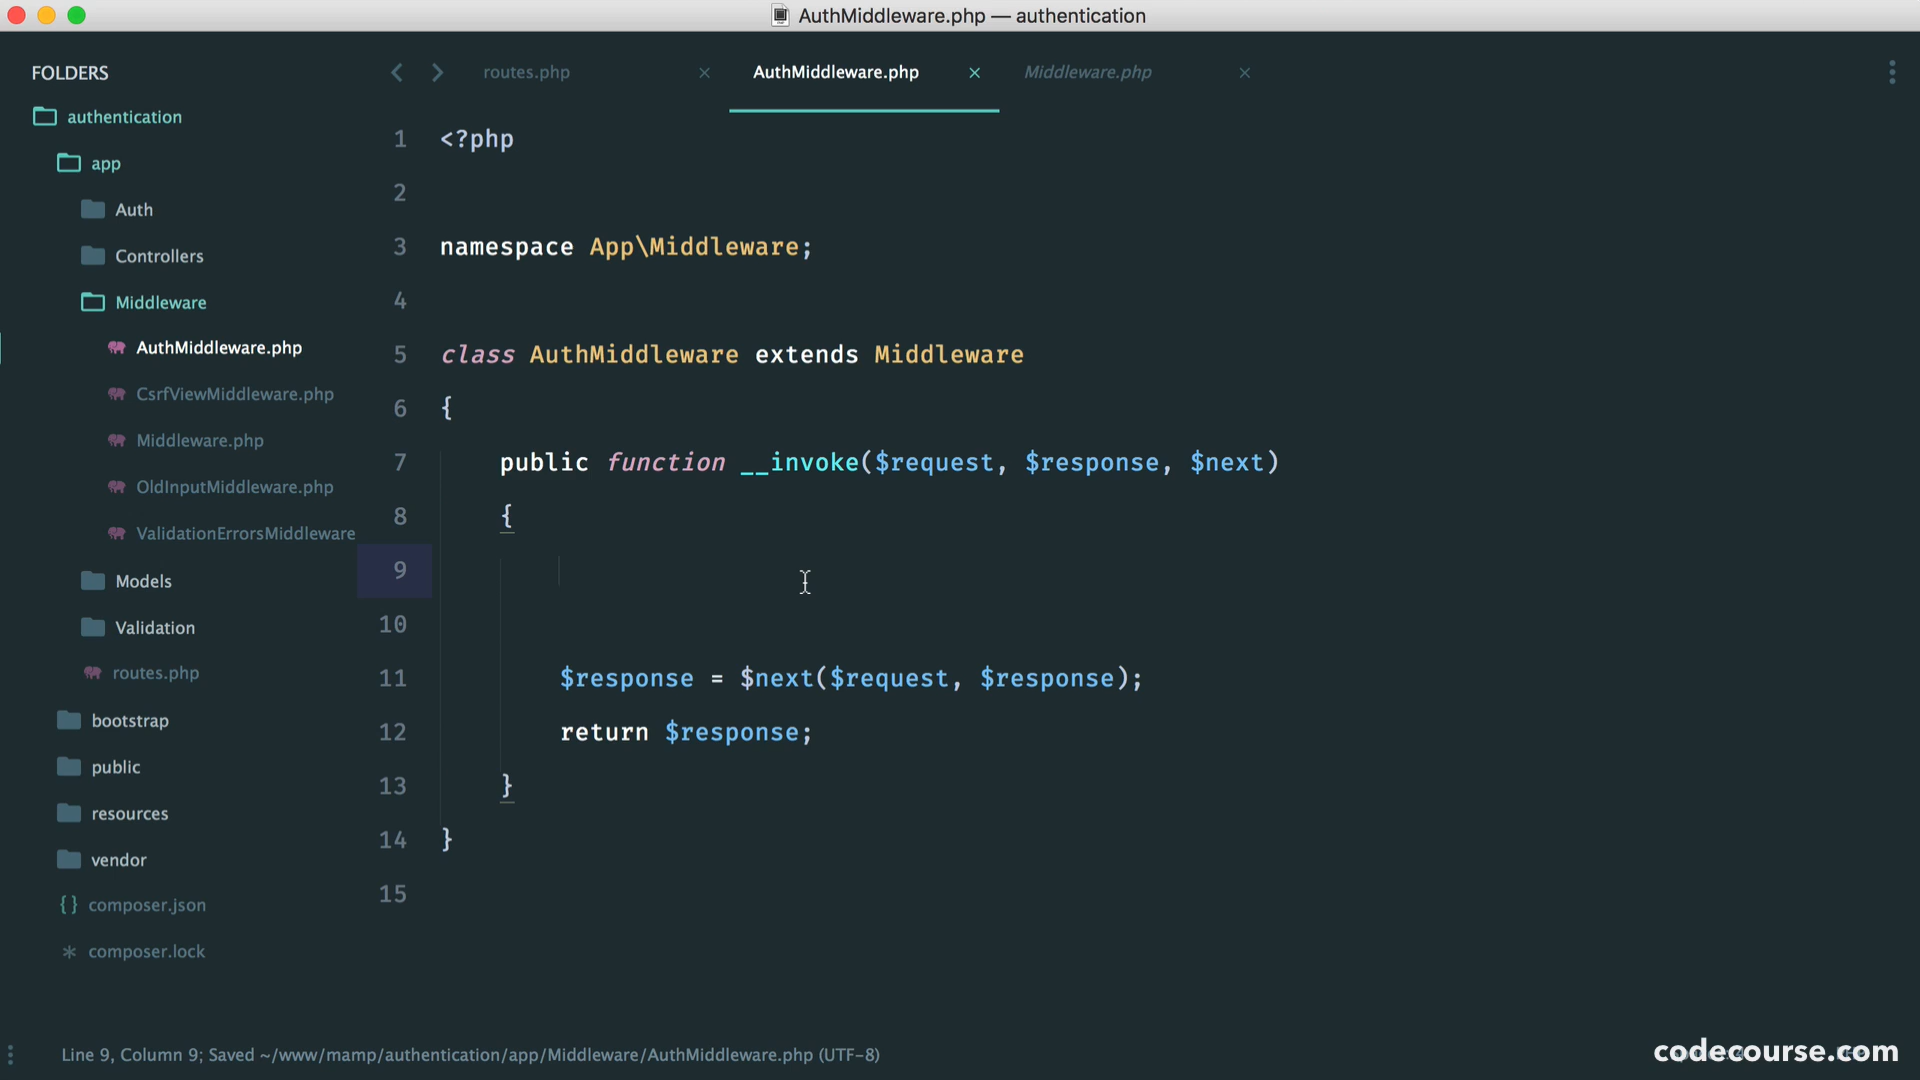 AuthMiddleware.php — authentication
FOLDERS
authentication
app
Auth
Controllers
Middleware
AuthMiddleware.php
CsrfViewMiddleware.php
Middleware.php
OldInputMiddleware.php
ValidationErrorsMiddleware
Models
Validation
routes.php
bootstrap
public
resources
vendor
{} composer.json
* composer.lock
routes.php × AuthMiddleware.php × Middleware.php ×
1 <?php
2
3 namespace App\Middleware;
4
5 class AuthMiddleware extends Middleware
6 {
7 public function __invoke($request, $response, $next)
8 {
9
10
11 $response = $next($request, $response);
12 return $response;
13 }
14 }
15
Line 9, Column 9; Saved ~/www/mamp/authentication/app/Middleware/AuthMiddleware.php (UTF-8)
codecourse.com